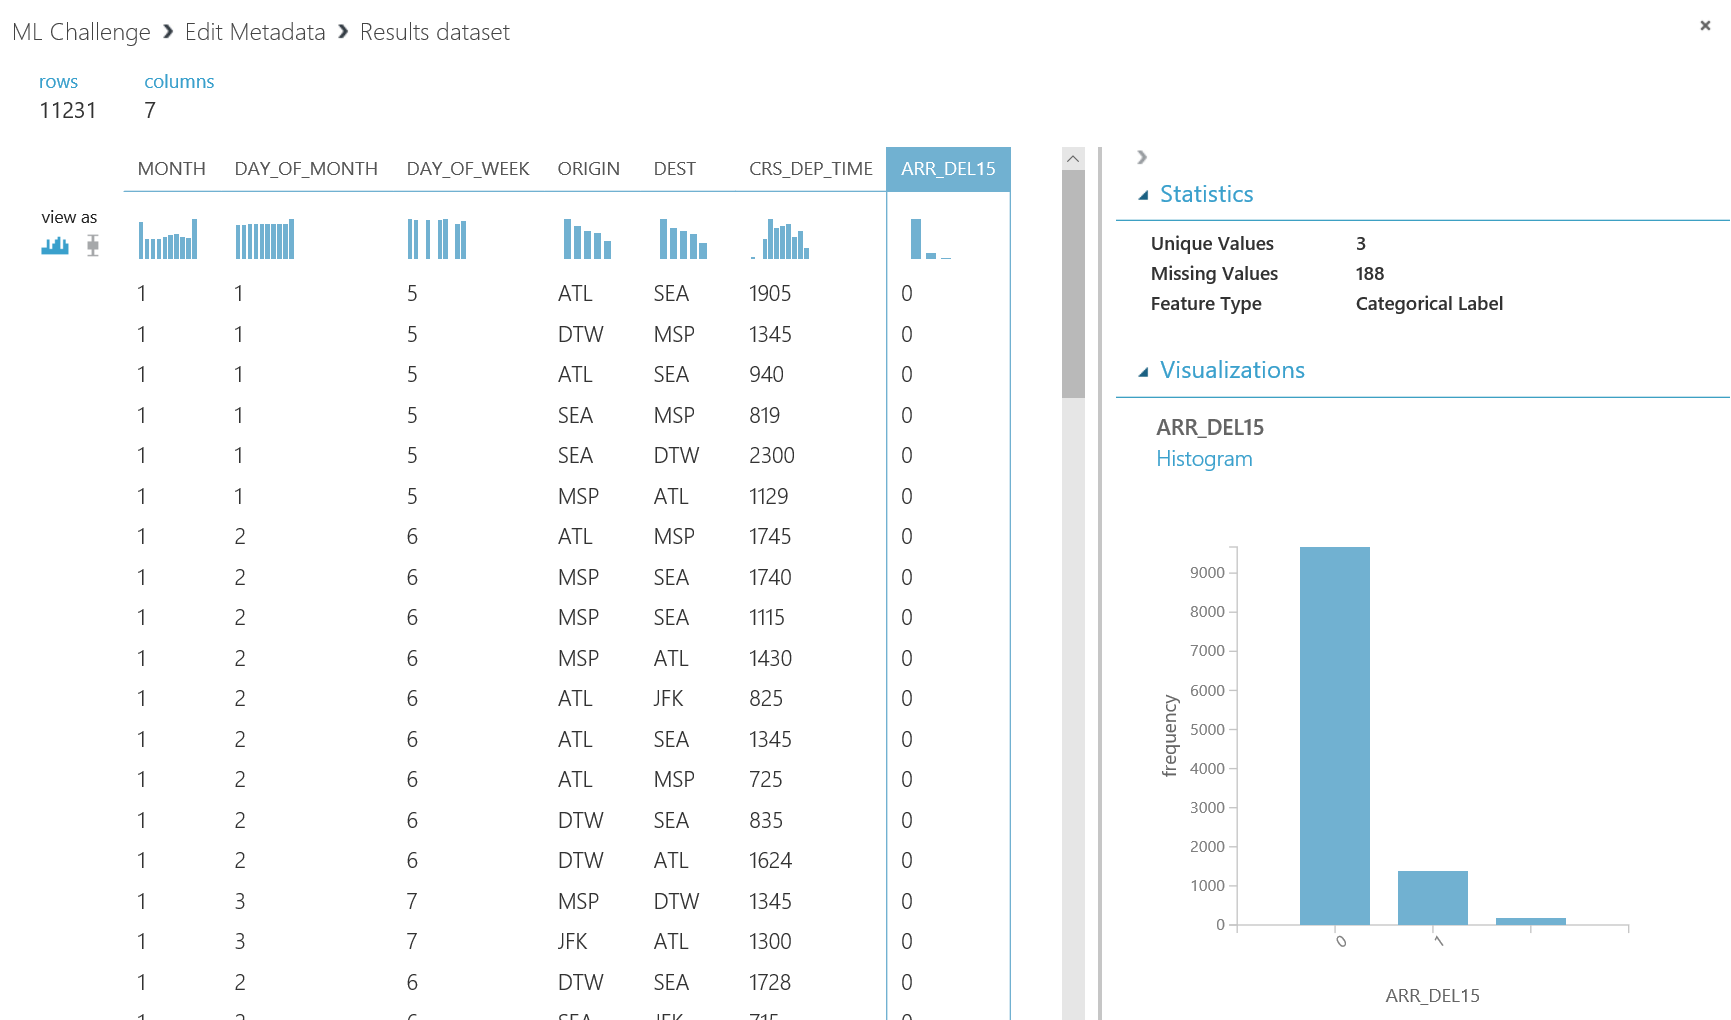 ML Challenge › Edit Metadata › Results dataset
rows columns
11231 7
MONTH DAY_OF_MONTH DAY_OF_WEEK ORIGIN DEST CRS_DEP_TIME ARR_DEL15
view as
1 1 5 ATL SEA 1905 0
1 1 5 DTW MSP 1345 0
1 1 5 ATL SEA 940 0
1 1 5 SEA MSP 819 0
1 1 5 SEA DTW 2300 0
1 1 5 MSP ATL 1129 0
1 2 6 ATL MSP 1745 0
1 2 6 MSP SEA 1740 0
1 2 6 MSP SEA 1115 0
1 2 6 MSP ATL 1430 0
1 2 6 ATL JFK 825 0
1 2 6 ATL SEA 1345 0
1 2 6 ATL MSP 725 0
1 2 6 DTW SEA 835 0
1 2 6 DTW ATL 1624 0
1 3 7 MSP DTW 1345 0
1 3 7 JFK ATL 1300 0
1 2 6 DTW SEA 1728 0
Statistics
Unique Values 3
Missing Values 188
Feature Type Categorical Label
Visualizations
ARR_DEL15
Histogram
9000
8000
7000
6000
5000
4000
3000
2000
1000
0
frequency
0 1
ARR_DEL15